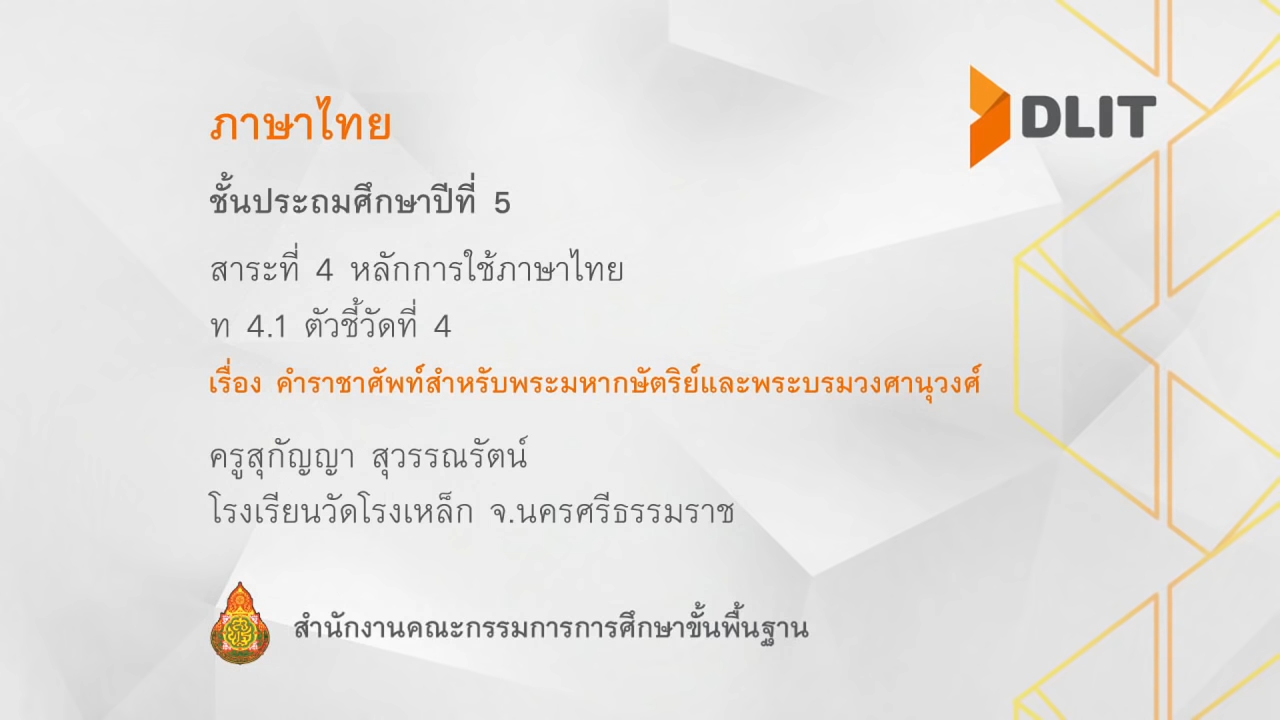 DLIT
ภาษาไทย
ชั้นประถมศึกษาปีที่ 5
สาระที่ 4 หลักการใช้ภาษาไทย
ท 4.1 ตัวชี้วัดที่ 4
เรื่อง คำราชาศัพท์สำหรับพระมหากษัตริย์และพระบรมวงศานุวงศ์
ครูสุกัญญา สุวรรณรัตน์
โรงเรียนวัดโรงเหล็ก จ.นครศรีธรรมราช
สำนักงานคณะกรรมการการศึกษาขั้นพื้นฐาน